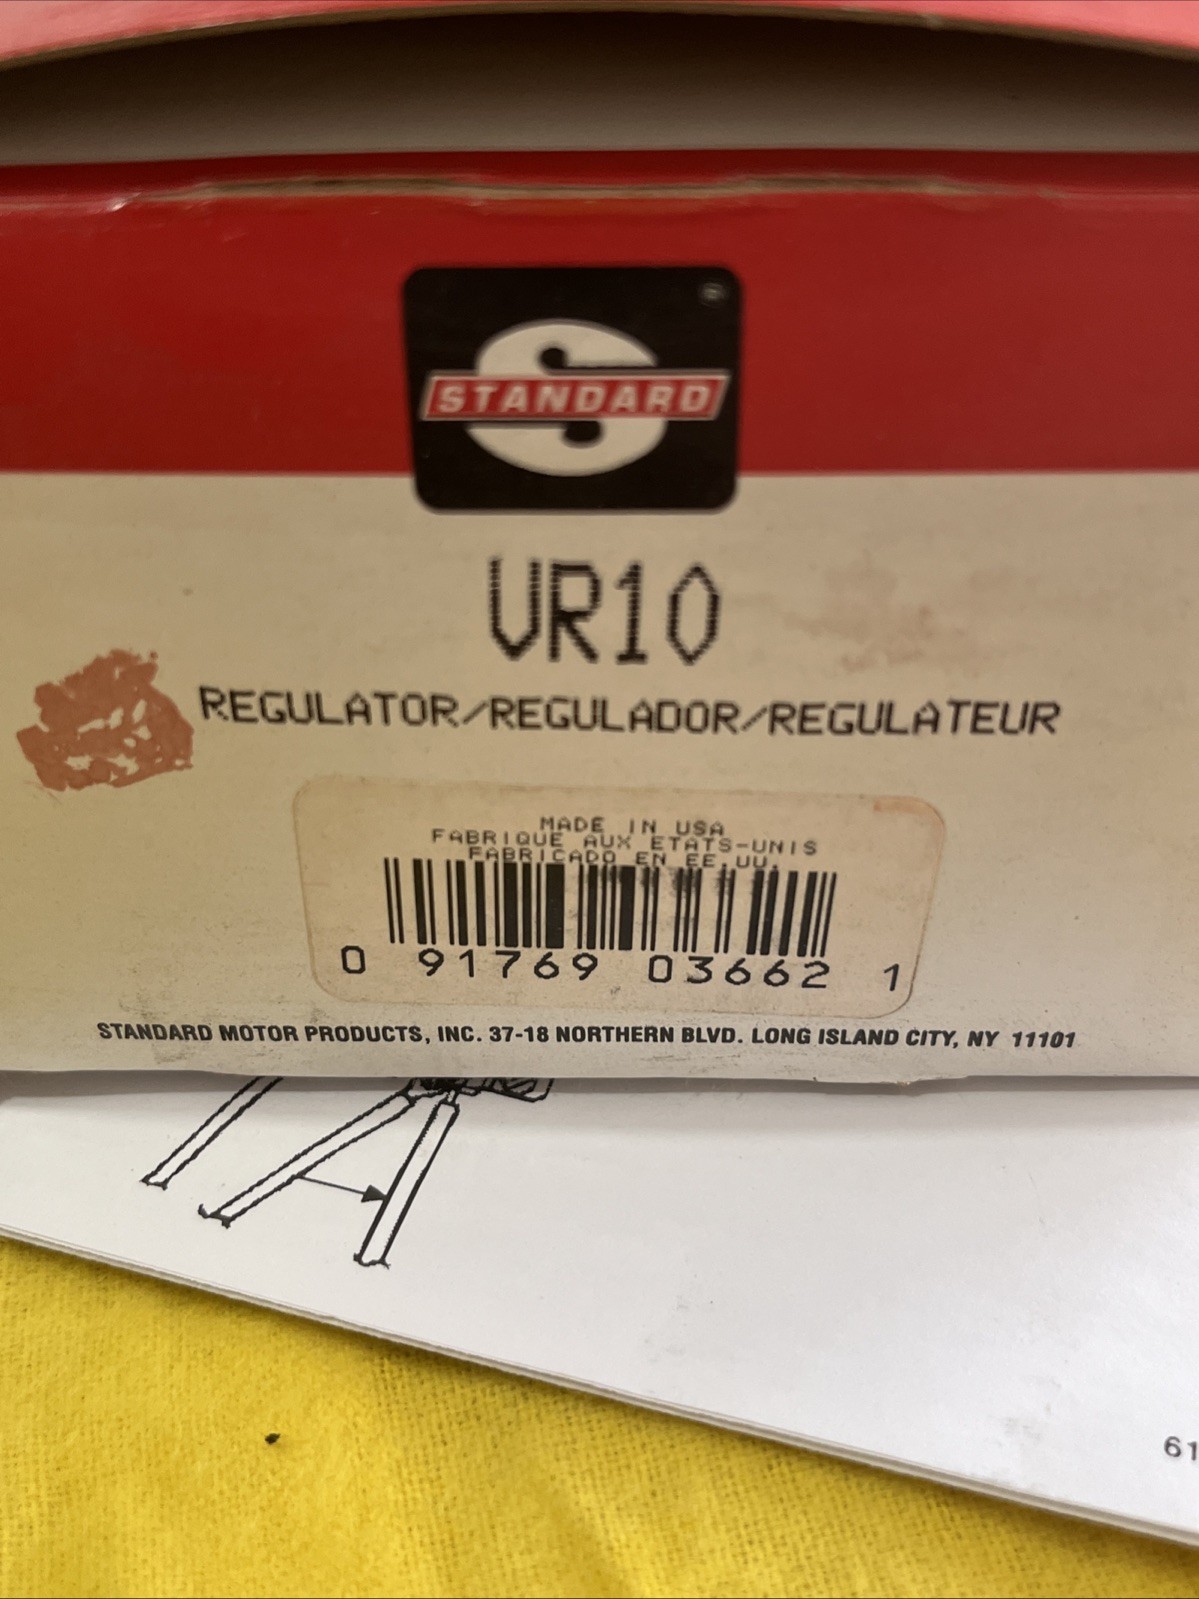 ®
STANDARD
VR10
REGULATOR/REGULADOR/REGULATEUR
MADE IN USA
FABRIQUE AUX ETATS-UNIS
FABRICADO EN EE.UU.
0 91769 03662 1
STANDARD MOTOR PRODUCTS, INC. 37-18 NORTHERN BLVD. LONG ISLAND CITY, NY 11101
61